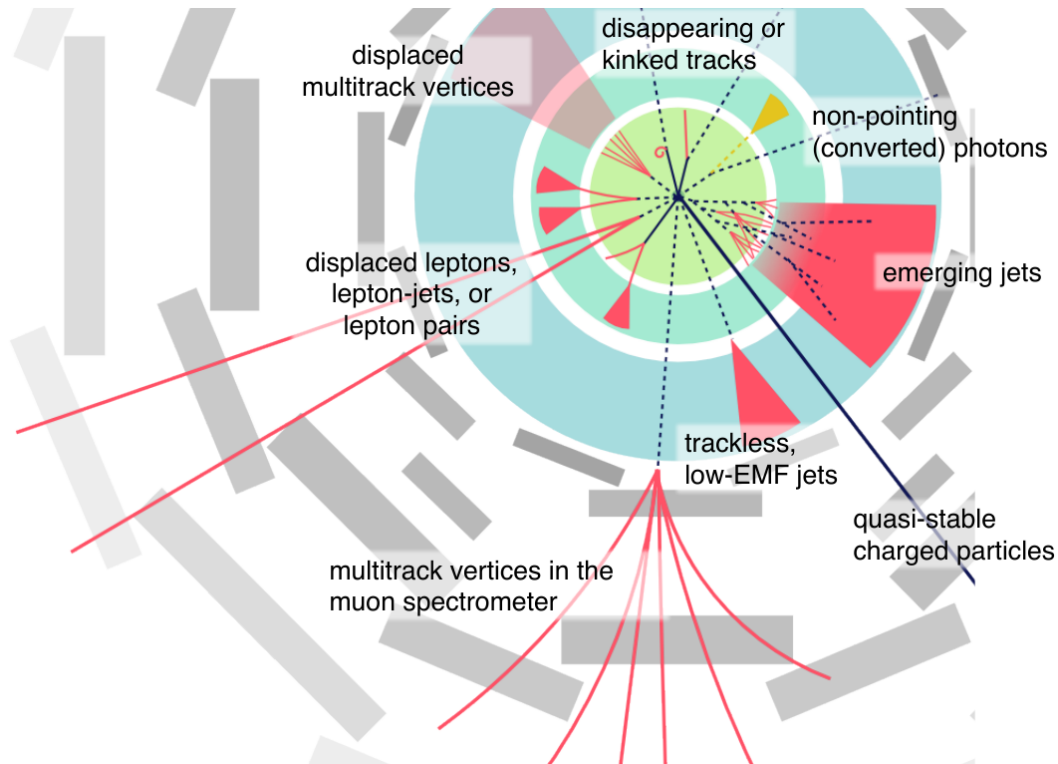 disappearing or
kinked tracks
displaced
multitrack vertices
non-pointing
(converted) photons
displaced leptons,
lepton-jets, or
lepton pairs
emerging jets
trackless,
low-EMF jets
quasi-stable
charged particles
multitrack vertices in the
muon spectrometer